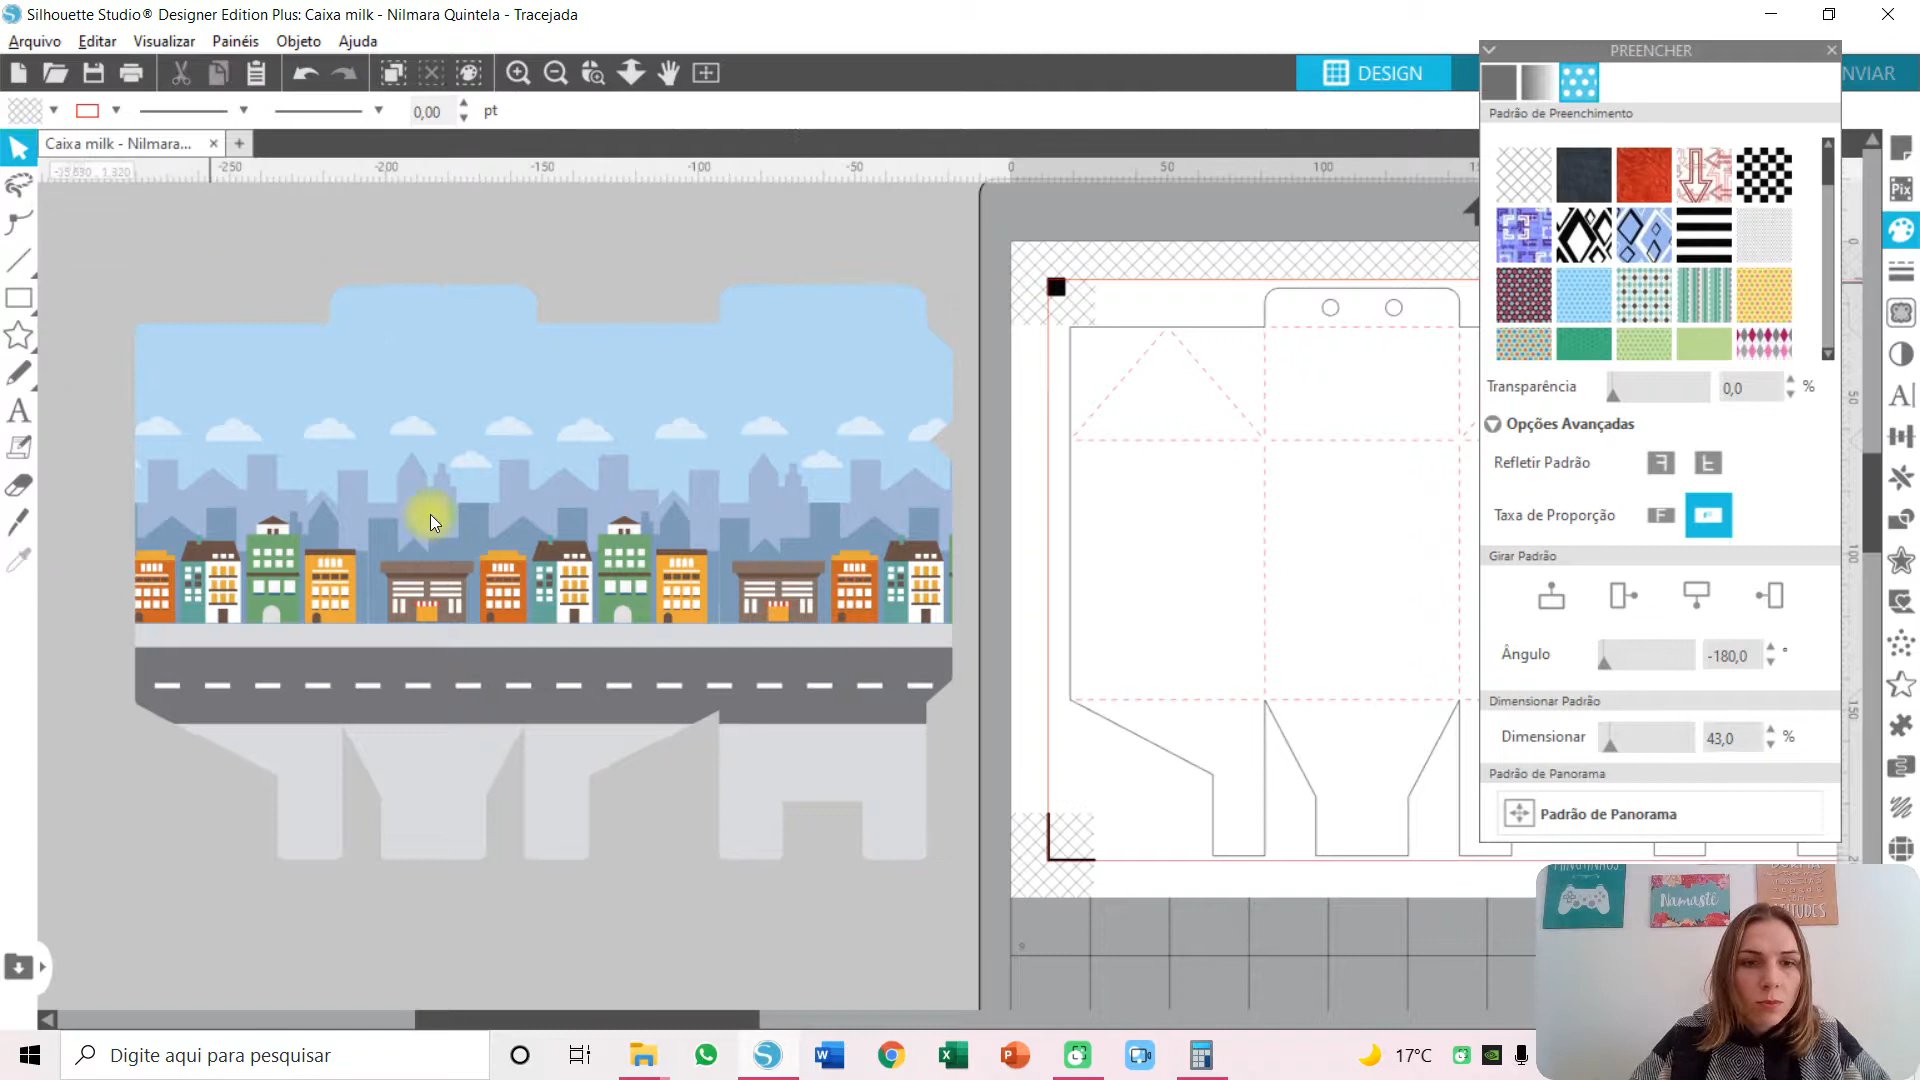 Silhouette Studio® Designer Edition Plus: Caixa milk - Nilmara Quintela - Tracejada
Arquivo Editar Visualizar Painéis Objeto Ajuda
PREENCHER
DESIGN
NVIAR
0,00 pt
Padrão de Preenchimento
Caixa milk - Nilmara... × +
-250 -200 -150 -100 -50 0 50 100
Transparência 0,0 %
Opções Avançadas
Refletir Padrão
Taxa de Proporção
Girar Padrão
Ângulo -180,0 °
Dimensionar Padrão
Dimensionar 43,0 %
Padrão de Panorama
Padrão de Panorama
Namastê
Digite aqui para pesquisar
17°C